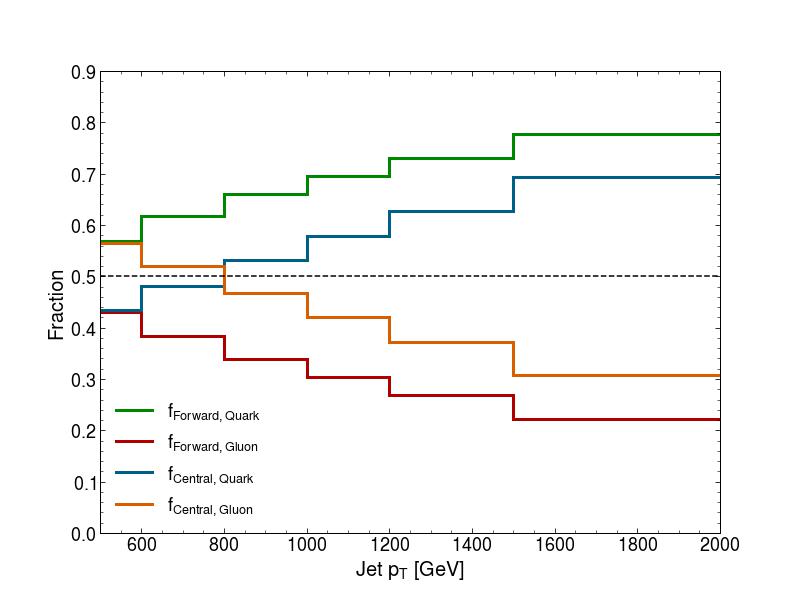 0.9
0.8
0.7
0.6
0.5
0.4
0.3
0.2
0.1
0.0
Fraction
f_Forward, Quark
f_Forward, Gluon
f_Central, Quark
f_Central, Gluon
600 800 1000 1200 1400 1600 1800 2000
Jet p_T [GeV]